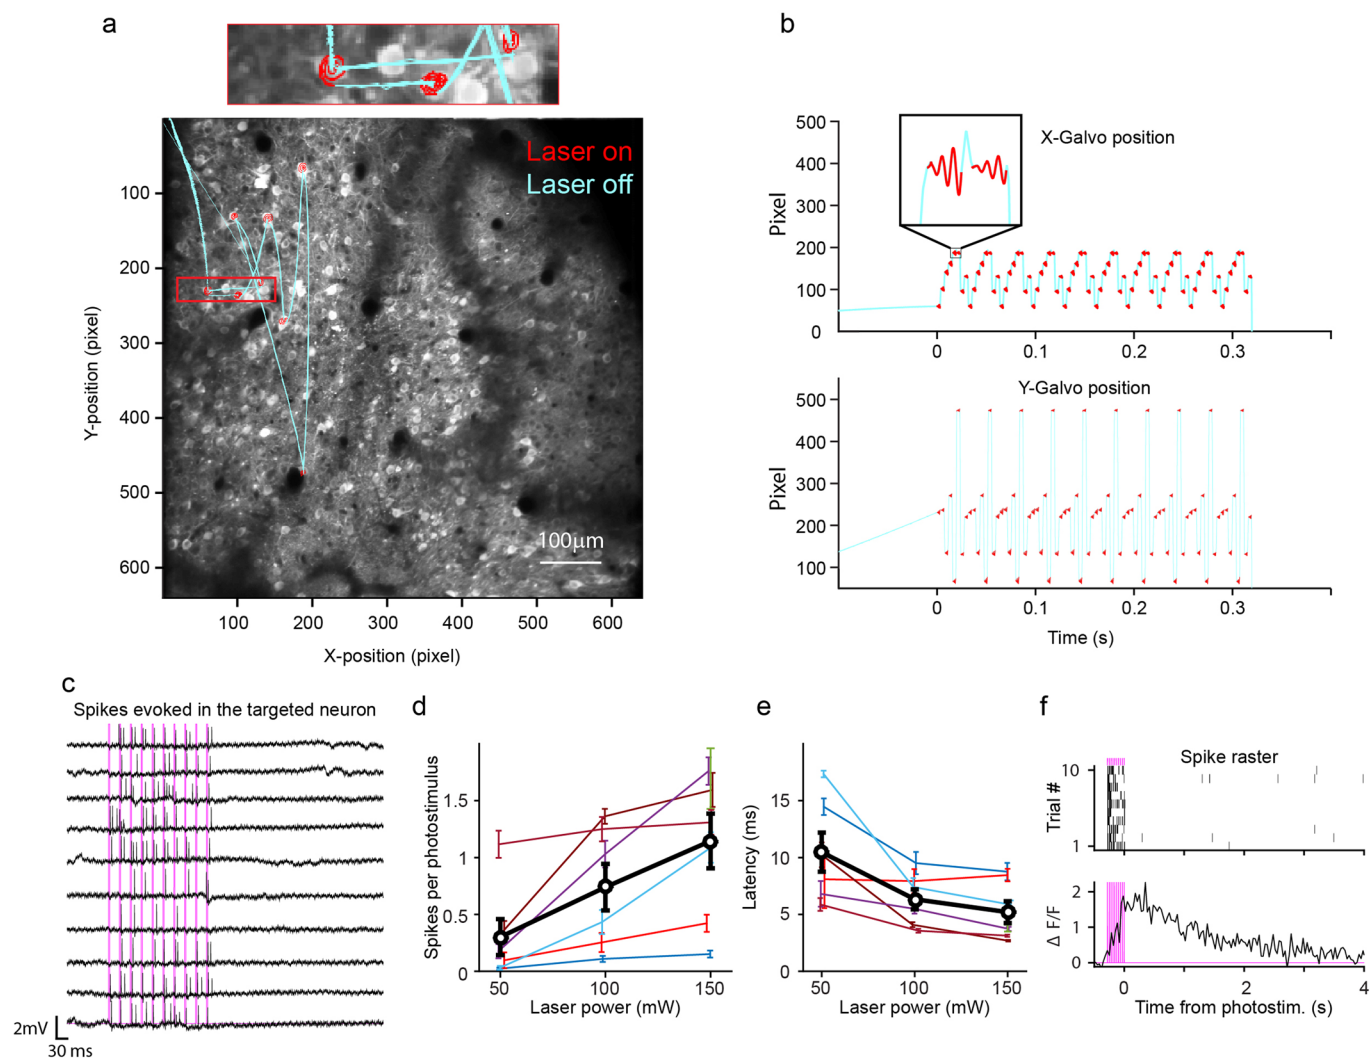 a
Laser on
Laser off
100
200
300
400
500
600
Y-position (pixel)
100μm
100
200
300
400
500
600
X-position (pixel)
b
X-Galvo position
500
400
300
200
100
0
Pixel
0
0.1
0.2
0.3
Y-Galvo position
500
400
300
200
100
Pixel
0
0.1
0.2
0.3
Time (s)
c
Spikes evoked in the targeted neuron
2mV
30 ms
d
Spikes per photostimulus
1.5
1
0.5
0
50
100
150
Laser power (mW)
e
Latency (ms)
15
10
5
0
50
100
150
Laser power (mW)
f
Spike raster
Trial #
10
1
Δ F/F
2
1
0
0
2
4
Time from photostim. (s)